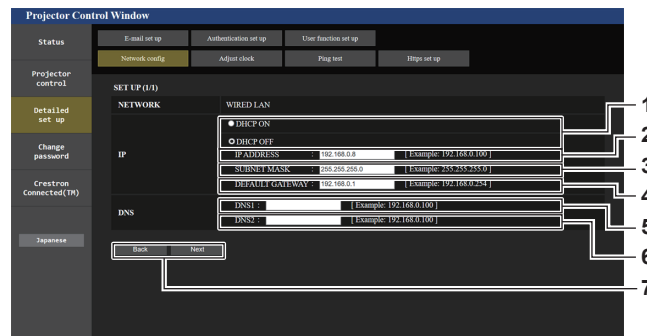 Projector Control Window
Status
E-mail set up
Authentication set up
User function set up
Network config
Adjust clock
Ping test
Https set up
Projector
control
Detailed
set up
Change
password
Crestron
Connected(TM)
Japanese
SET UP (1/1)
NETWORK WIRED LAN
IP
DHCP ON
DHCP OFF
IP ADDRESS : 192.168.0.8 [ Example: 192.168.0.100 ]
SUBNET MASK : 255.255.255.0 [ Example: 255.255.255.0 ]
DEFAULT GATEWAY : 192.168.0.1 [ Example: 192.168.0.254 ]
DNS
DNS1 : [ Example: 192.168.0.100 ]
DNS2 : [ Example: 192.168.0.100 ]
Back Next
1
2
3
4
5
6
7